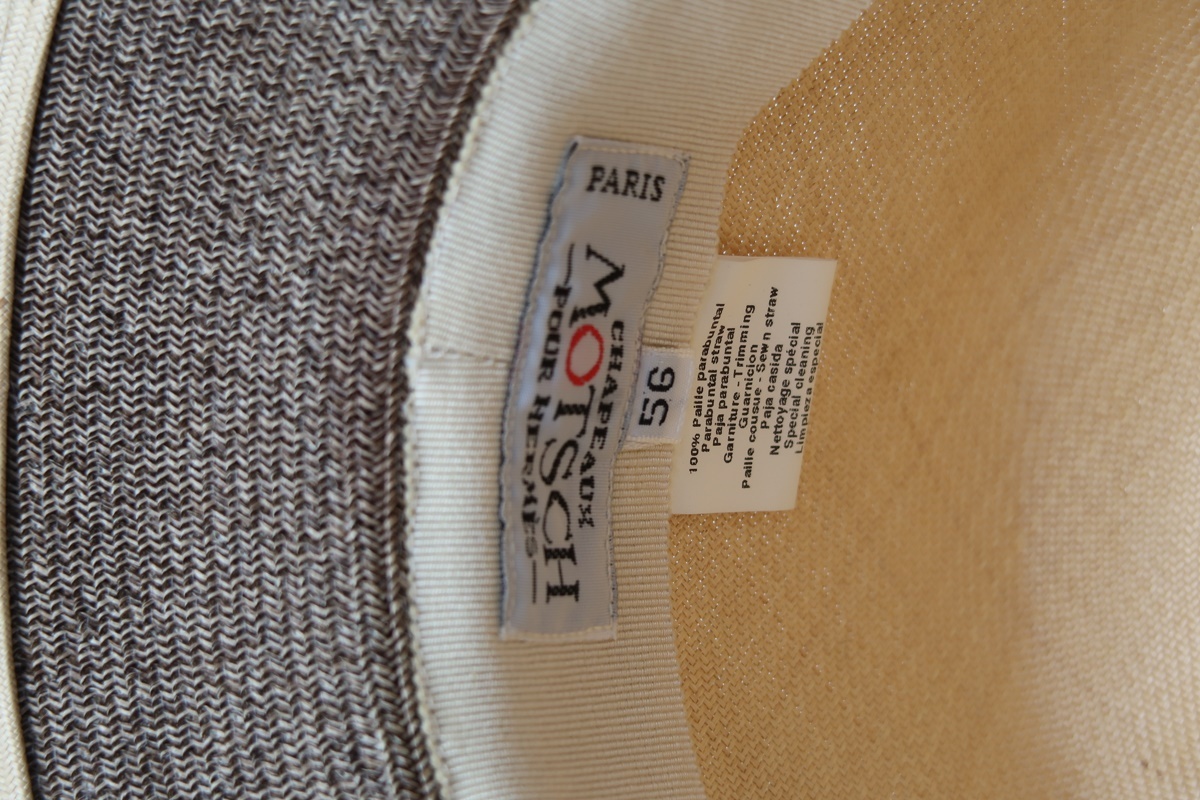 CHAPEAUX
MOTSCH
POUR HERMÈS
PARIS
56
100% Paille parabuntal
Parabuntal straw
Paja parabuntal
Garniture - Trimming
Guarnicion
Paille cousue - Sewn straw
Paja casida
Nettoyage spécial
Special cleaning
Limpieza especial